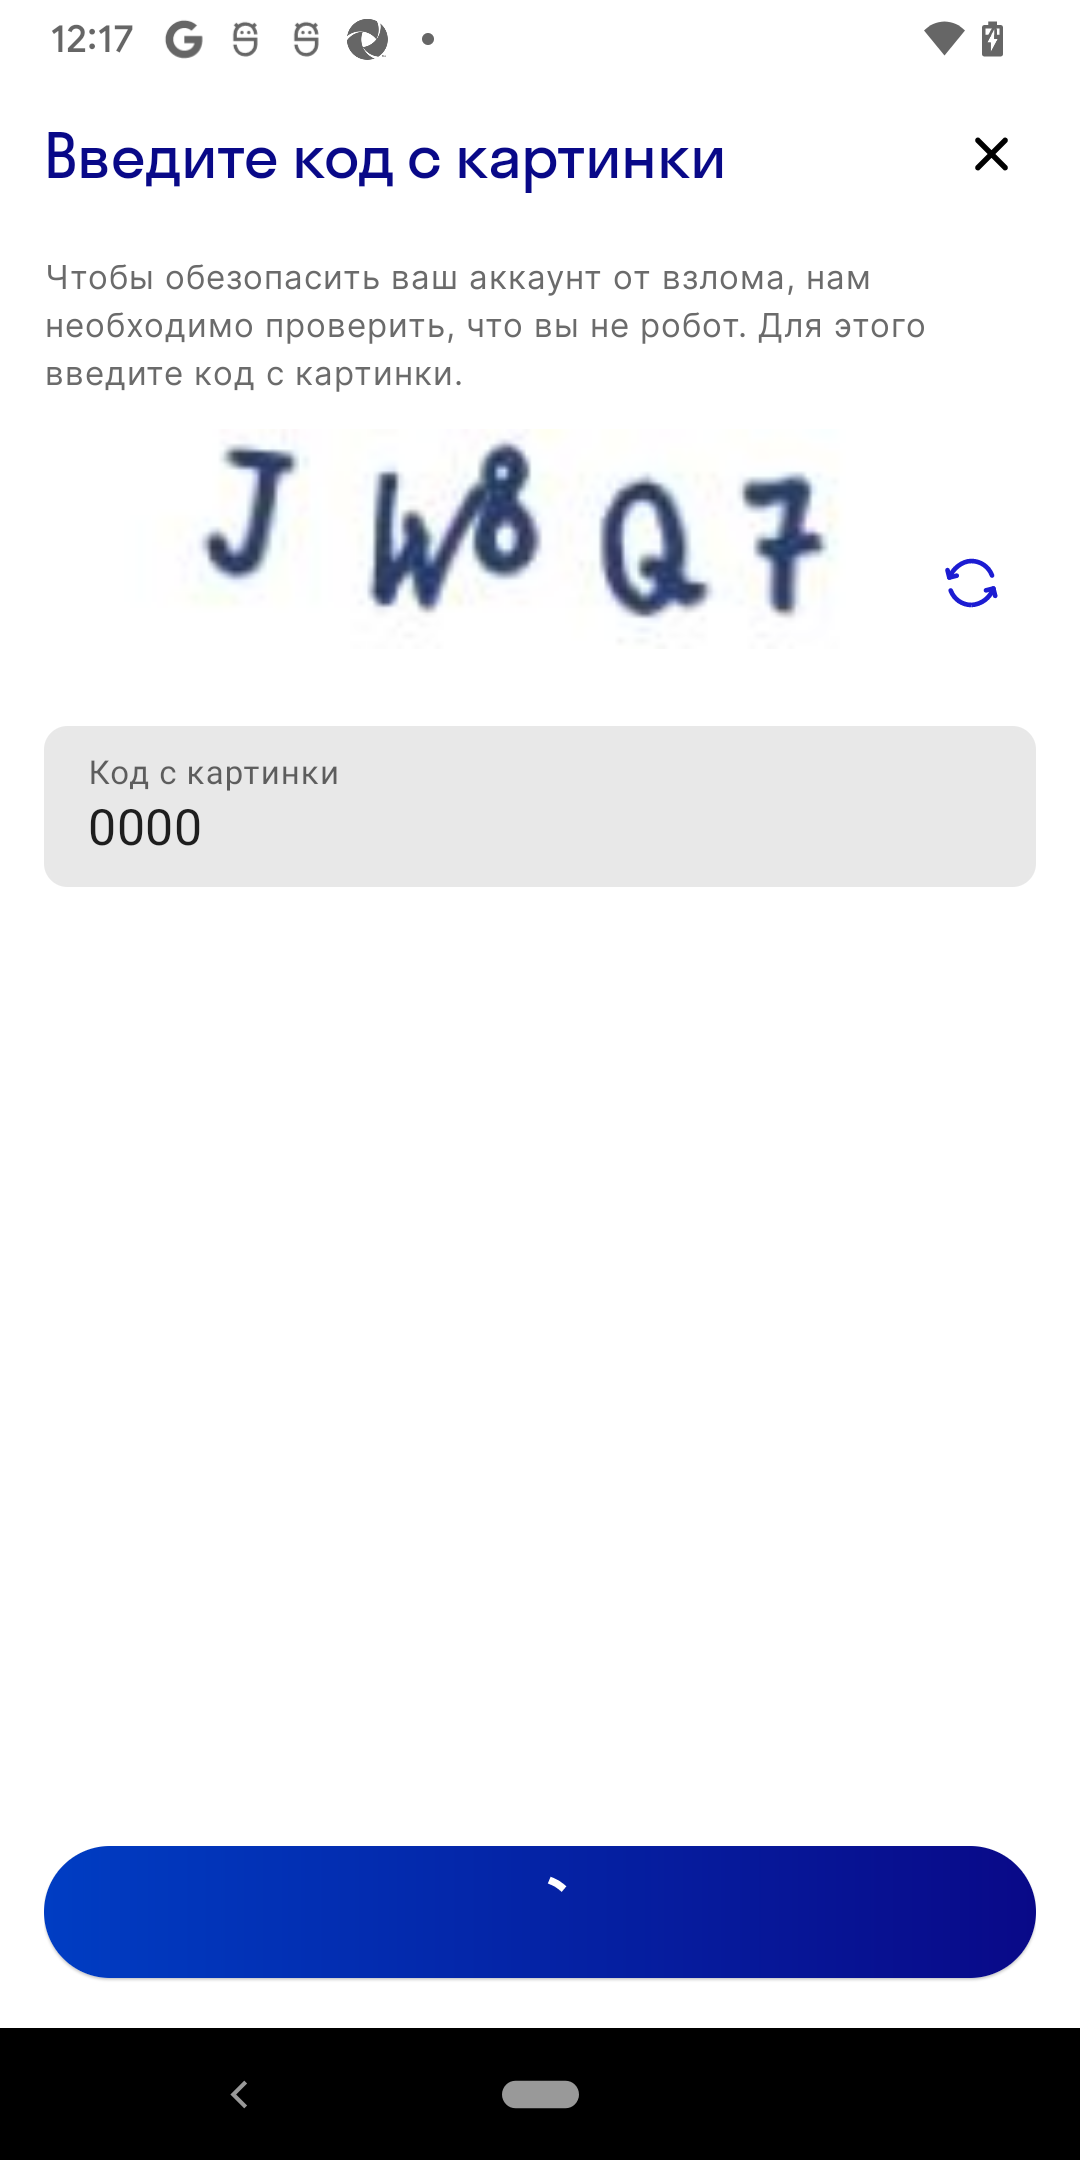 12:17
Введите код с картинки
Чтобы обезопасить ваш аккаунт от взлома, нам
необходимо проверить, что вы не робот. Для этого
введите код с картинки.
J W8 Q 7
Код с картинки
0000